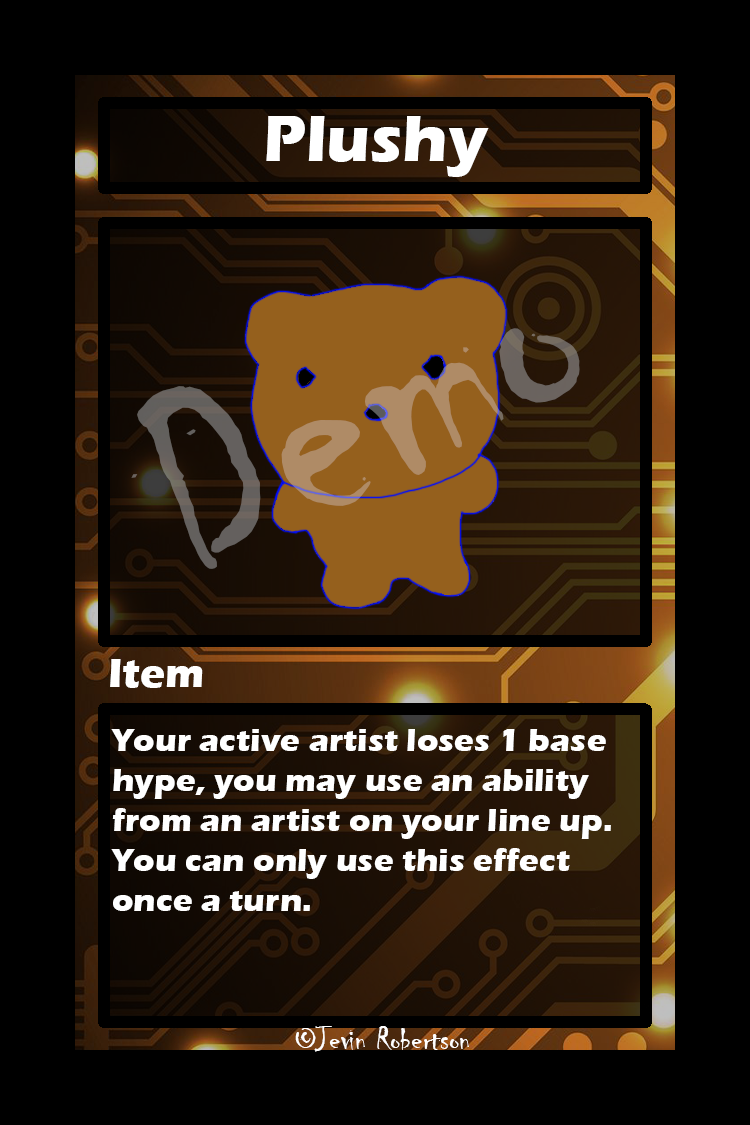 Plushy
Demo
Item
Your active artist loses 1 base
hype, you may use an ability
from an artist on your line up.
You can only use this effect
once a turn.
©Jevin Robertson